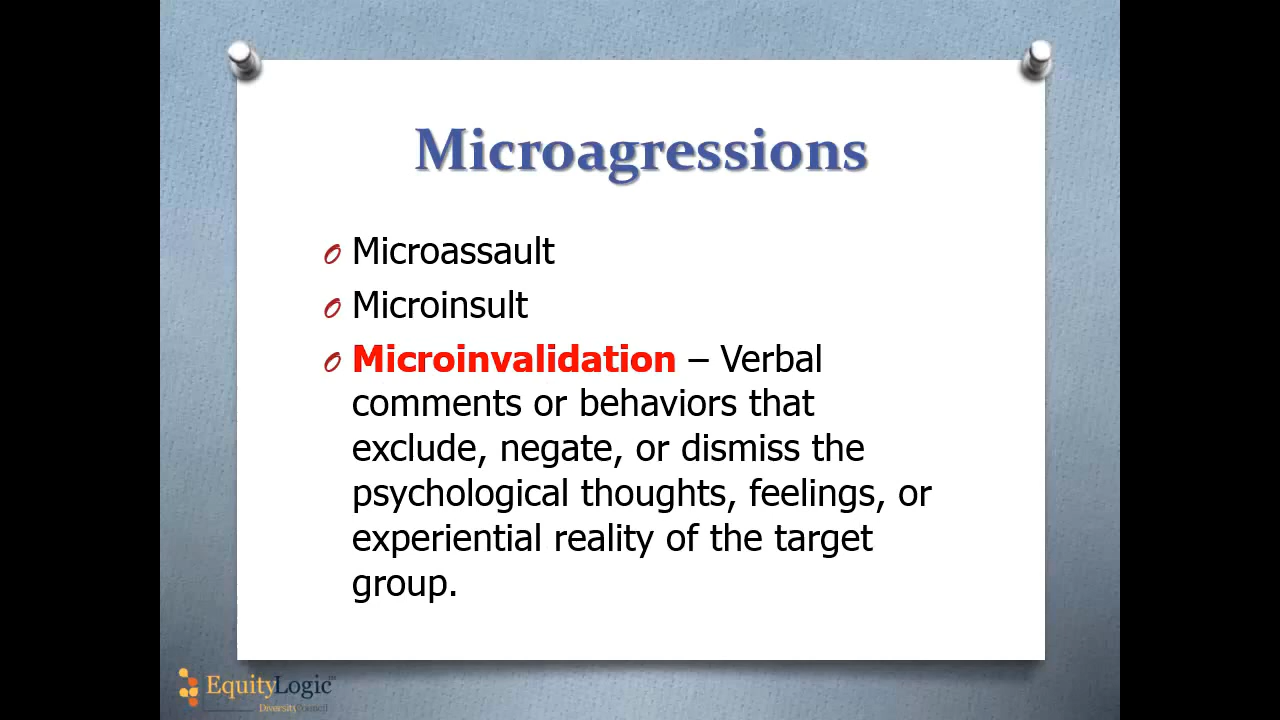 Microagressions
Microassault
Microinsult
Microinvalidation – Verbal
comments or behaviors that
exclude, negate, or dismiss the
psychological thoughts, feelings, or
experiential reality of the target
group.
EquityLogic
DiversityCouncil